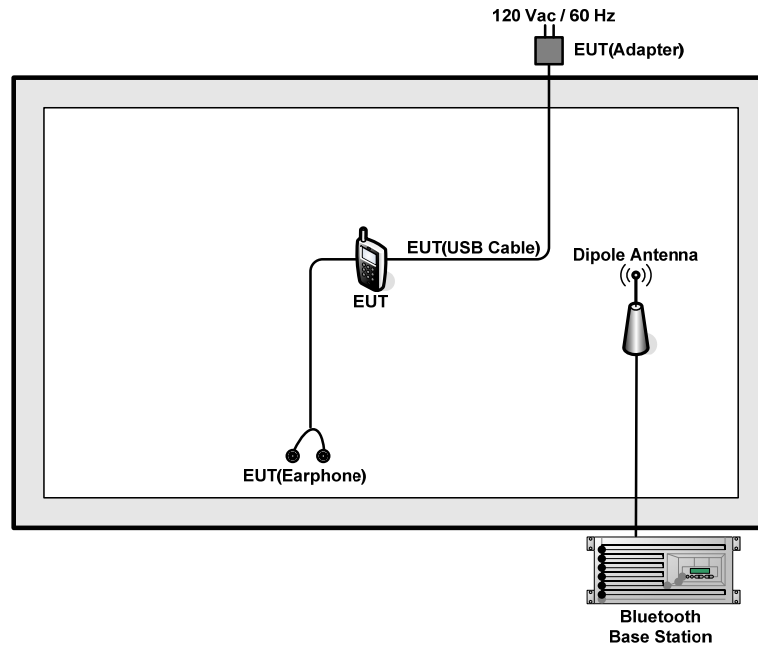 120 Vac / 60 Hz
EUT(Adapter)
EUT(USB Cable)
Dipole Antenna
EUT
EUT(Earphone)
Bluetooth
Base Station